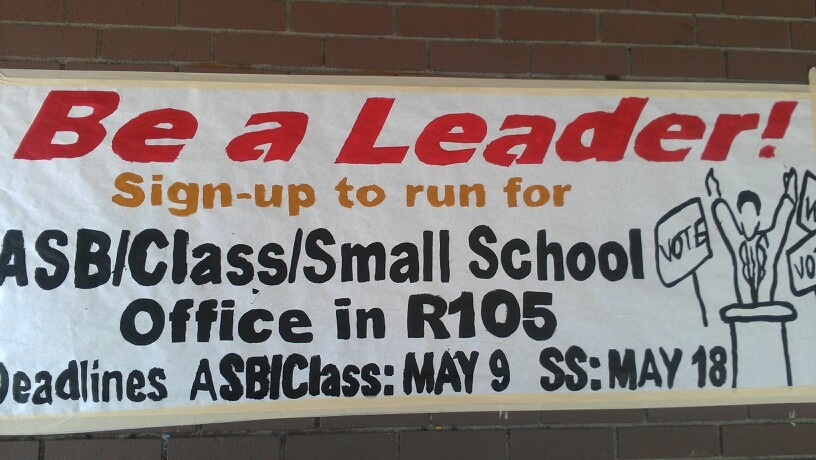 Be a Leader!
Sign-up to run for
ASB/Class/Small School
Office in R105
Deadlines ASB/Class: MAY 9 SS: MAY 18
VOTE